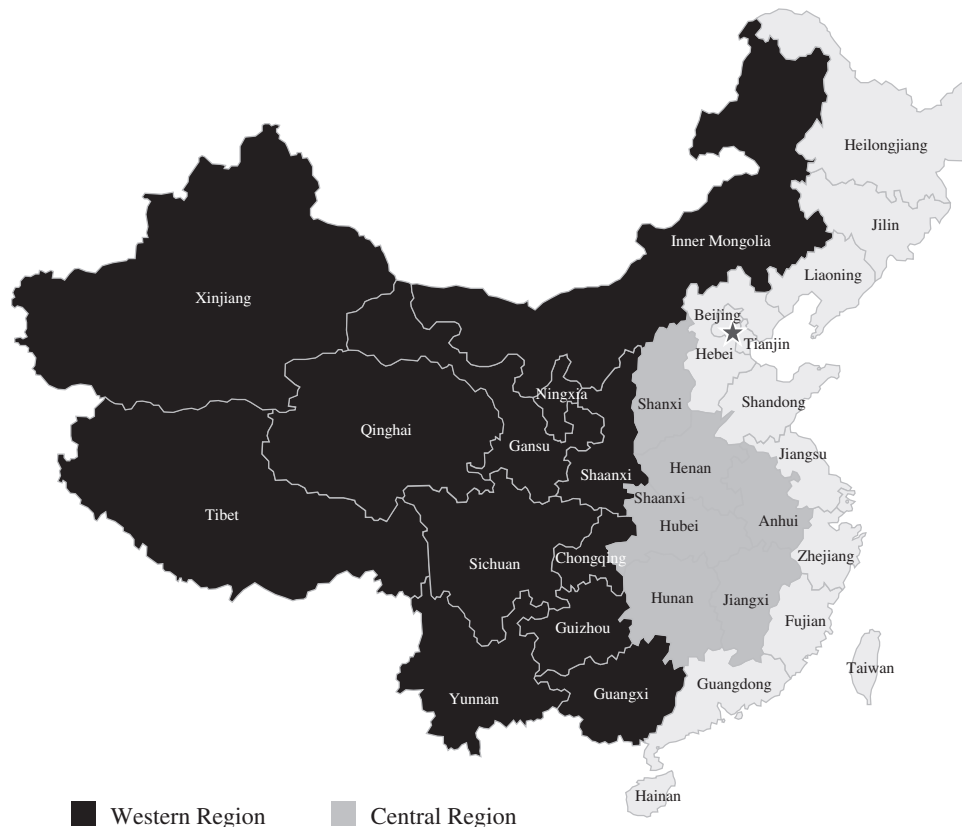 Heilongjiang
Jilin
Inner Mongolia
Liaoning
Xinjiang
Beijing
Tianjin
Hebei
Ningxia
Shanxi
Shandong
Qinghai
Gansu
Jiangsu
Henan
Shaanxi
Shaanxi
Tibet
Hubei
Anhui
Chongqing
Zhejiang
Sichuan
Hunan
Jiangxi
Guizhou
Fujian
Taiwan
Guangdong
Yunnan
Guangxi
Hainan
Western Region
Central Region